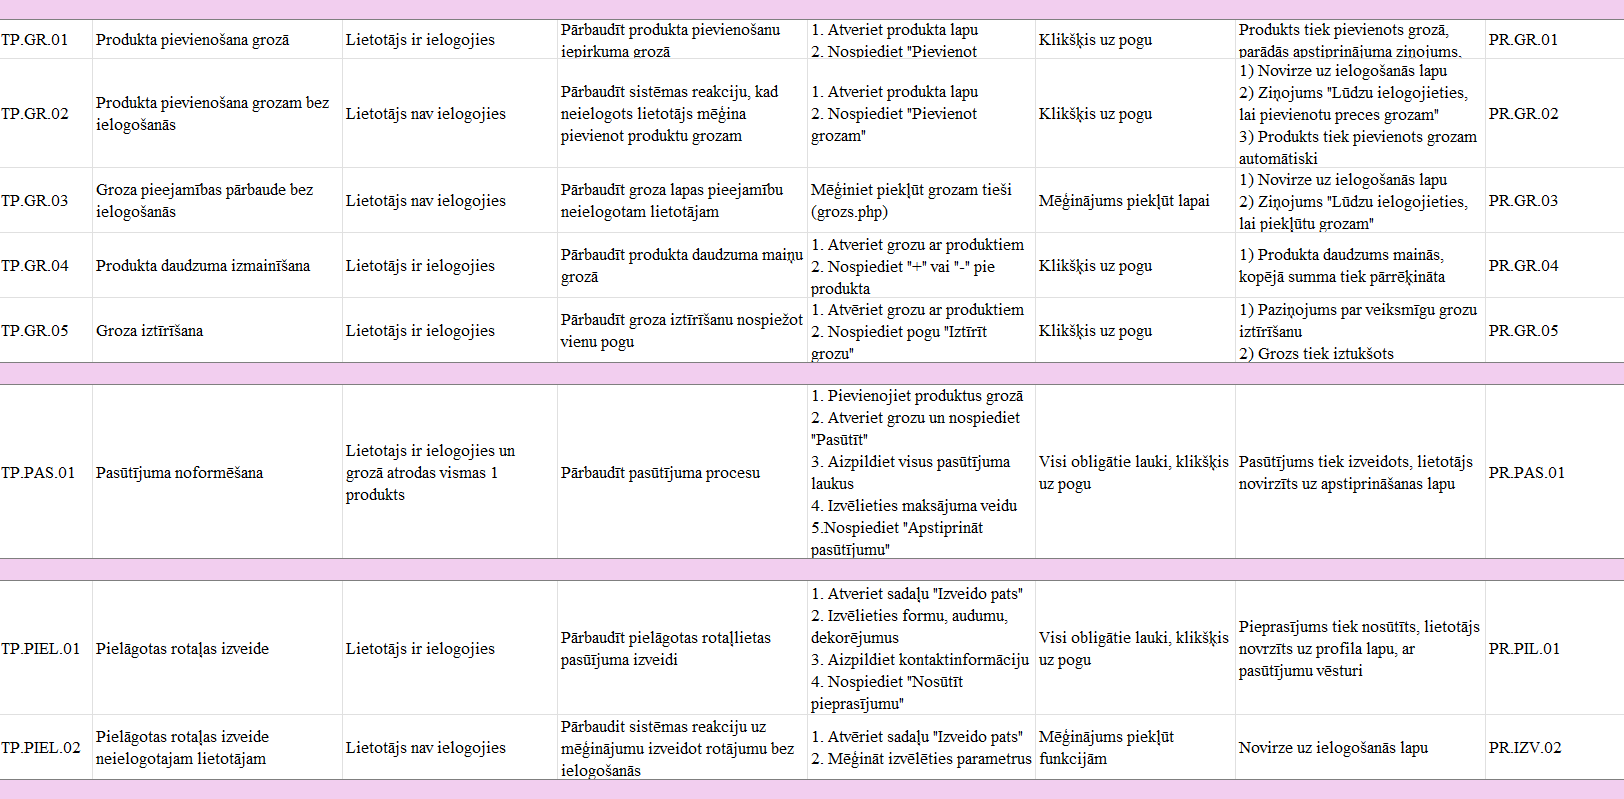 TP.GR.01
Produkta pievienošana grozā
Lietotājs ir ielogojies
Pārbaudīt produkta pievienošanu
iepirkuma grozā
1. Atveriet produkta lapu
2. Nospiediet "Pievienot
Klikšķis uz pogu
Produkts tiek pievienots grozā,
parādās apstiprinājuma ziņojums.
PR.GR.01
TP.GR.02
Produkta pievienošana grozam bez
ielogošanās
Lietotājs nav ielogojies
Pārbaudīt sistēmas reakciju, kad
neielogots lietotājs mēģina
pievienot produktu grozam
1. Atveriet produkta lapu
2. Nospiediet "Pievienot
grozam"
Klikšķis uz pogu
1) Novirze uz ielogošanās lapu
2) Ziņojums "Lūdzu ielogojieties,
lai pievienotu preces grozam"
3) Produkts tiek pievienots grozam
automātiski
PR.GR.02
TP.GR.03
Groza pieejamības pārbaude bez
ielogošanās
Lietotājs nav ielogojies
Pārbaudīt groza lapas pieejamību
neielogotam lietotājam
Mēģiniet piekļūt grozam tieši
(grozs.php)
Mēģinājums piekļūt lapai
1) Novirze uz ielogošanās lapu
2) Ziņojums "Lūdzu ielogojieties,
lai piekļūtu grozam"
PR.GR.03
TP.GR.04
Produkta daudzuma izmainīšana
Lietotājs ir ielogojies
Pārbaudīt produkta daudzuma maiņu
grozā
1. Atveriet grozu ar produktiem
2. Nospiediet "+" vai "-" pie
produkta
Klikšķis uz pogu
1) Produkta daudzums mainās,
kopējā summa tiek pārrēķināta
PR.GR.04
TP.GR.05
Groza iztīrīšana
Lietotājs ir ielogojies
Pārbaudīt groza iztīrīšanu nospiežot
vienu pogu
1. Atvēriet grozu ar produktiem
2. Nospiediet pogu "Iztīrīt
grozu"
Klikšķis uz pogu
1) Paziņojums par veiksmīgu grozu
iztīrīšanu
2) Grozs tiek iztukšots
PR.GR.05
TP.PAS.01
Pasūtījuma noformēšana
Lietotajs ir ielogojies un
grozā atrodas vismas 1
produkts
Pārbaudīt pasūtījuma procesu
1. Pievienojiet produktus grozā
2. Atveriet grozu un nospiediet
"Pasūtīt"
3. Aizpildiet visus pasūtījuma
laukus
4. Izvēlieties maksājuma veidu
5.Nospiediet "Apstiprināt
pasūtījumu"
Visi obligātie lauki, klikšķis
uz pogu
Pasūtījums tiek izveidots, lietotājs
novirzīts uz apstiprināšanas lapu
PR.PAS.01
TP.PIEL.01
Pielāgotas rotaļas izveide
Lietotājs ir ielogojies
Pārbaudīt pielāgotas rotaļlietas
pasūījuma izveidi
1. Atveriet sadaļu "Izveido pats"
2. Izvēlieties formu, audumu,
dekorējumus
3. Aizpildiet kontaktinformāciju
4. Nospiediet "Nosūtīt
pieprasījumu"
Visi obligātie lauki, klikšķis
uz pogu
Pieprasījums tiek nosūtīts, lietotājs
novrzīts uz profila lapu, ar
pasūtījumu vēsturi
PR.PIL.01
TP.PIEL.02
Pielāgotas rotaļas izveide
neielogotajam lietotājam
Lietotājs nav ielogojies
Pārbaudit sistēmas reakciju uz
mēģinājumu izveidot rotājumu bez
ielogošanās
1. Atvēriet sadaļu "Izveido pats"
2. Mēģināt izvēlēties parametrus
Mēģinājums piekļūt
funkcijām
Novirze uz ielogošanās lapu
PR.IZV.02